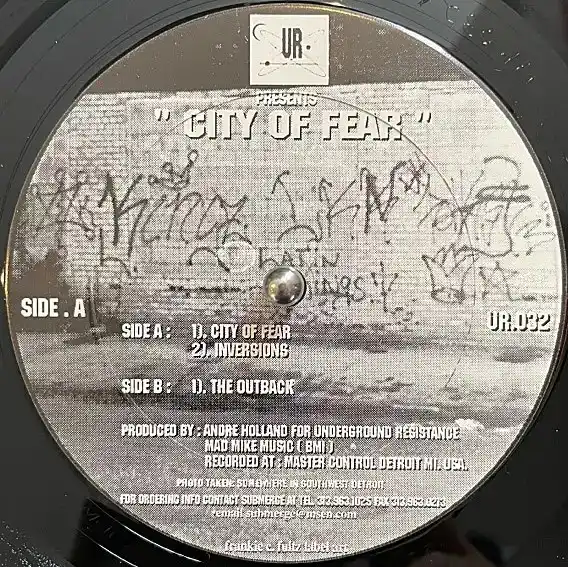 UR
PRESENTS
" CITY OF FEAR "
LATIN
KINGS
SIDE . A
UR.032
SIDE A : 1). CITY OF FEAR
2). INVERSIONS
SIDE B : 1). THE OUTBACK
PRODUCED BY : ANDRE HOLLAND FOR UNDERGROUND RESISTANCE
MAD MIKE MUSIC ( BMI )
RECORDED AT : MASTER CONTROL DETROIT MI. USA.
PHOTO TAKEN: SOMEWHERE IN SOUTHWEST DETROIT
FOR ORDERING INFO CONTACT SUBMERGE AT TEL. 313.963.1025 FAX 313.963.9273
*email submerge@msen.com
frankie c. fultz Label art